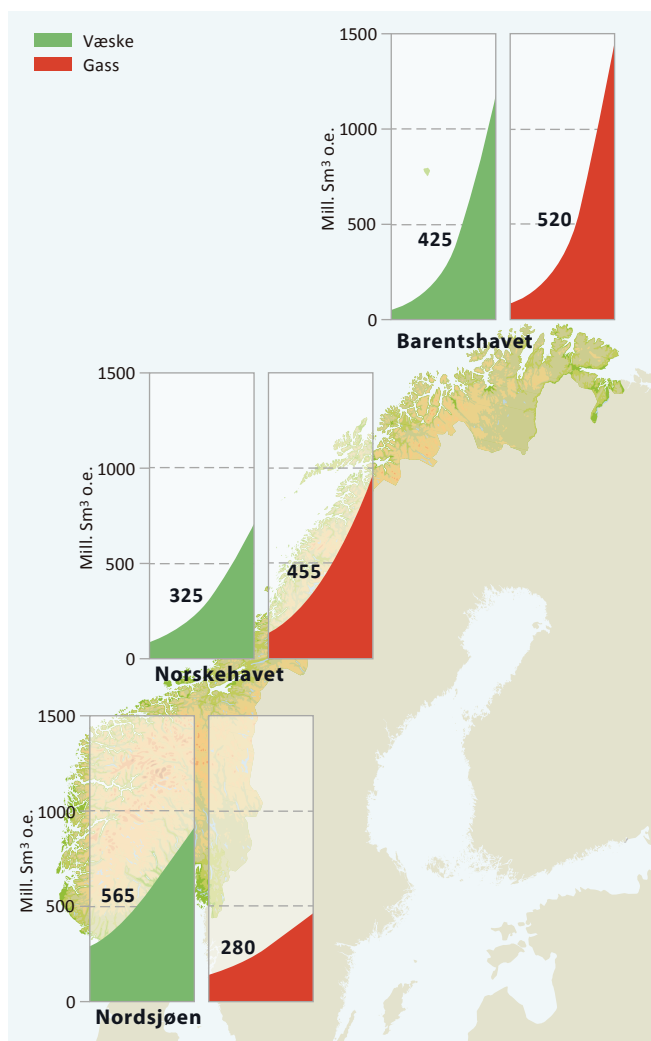 Væske
Gass
Mill. Sm³ o.e.
1500
1000
500
0
425
520
Barentshavet
Mill. Sm³ o.e.
1500
1000
500
0
325
455
Norskehavet
Mill. Sm³ o.e.
1500
1000
500
0
565
280
Nordsjøen